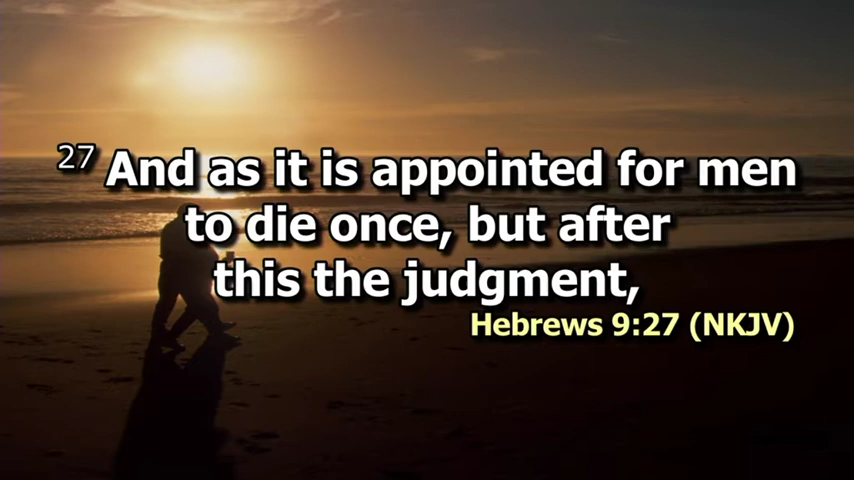 27 And as it is appointed for men
to die once, but after
this the judgment,
Hebrews 9:27 (NKJV)